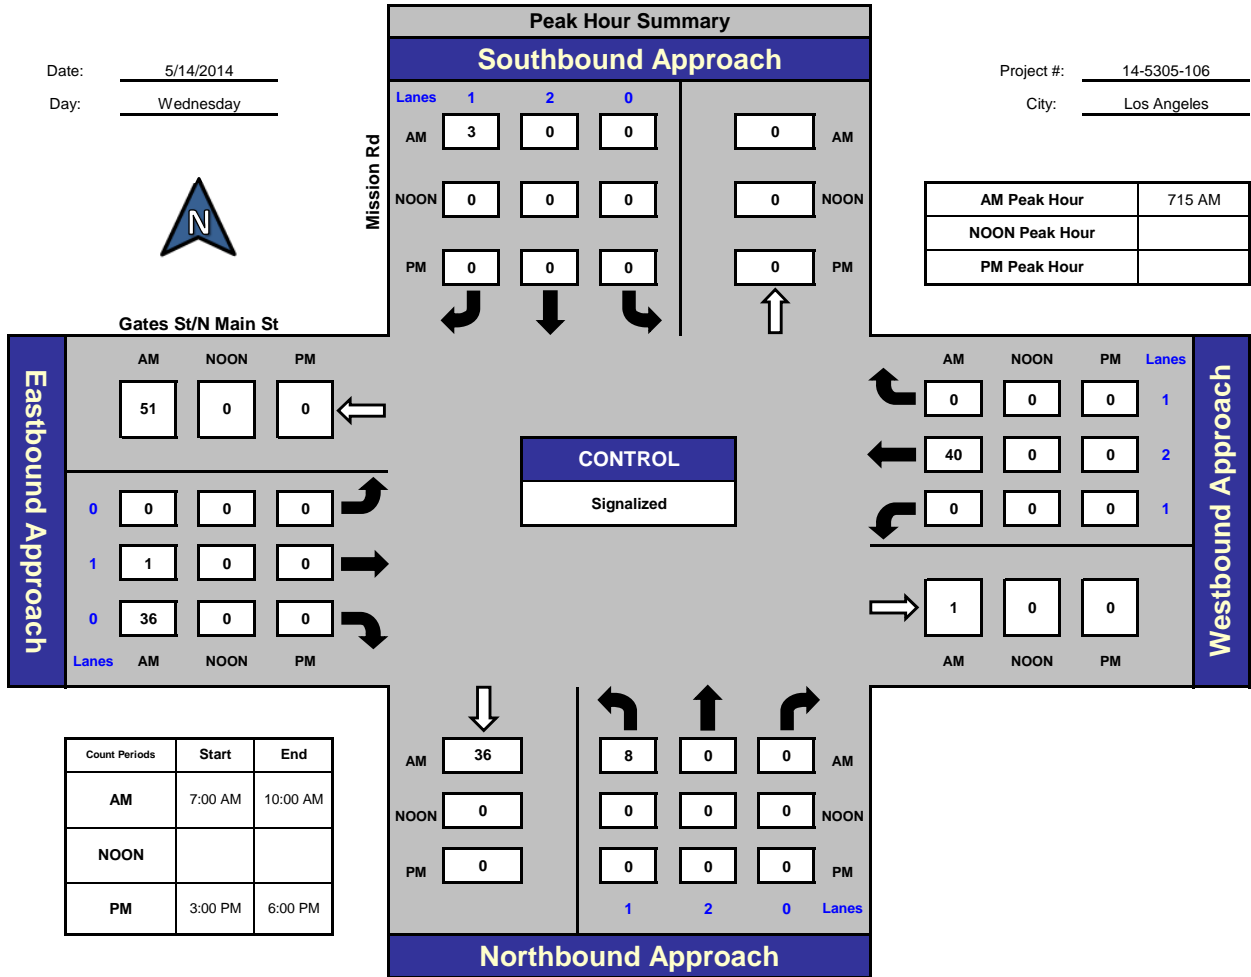 Peak Hour Summary
Southbound Approach
Date: 5/14/2014
Day: Wednesday
Project #: 14-5305-106
City: Los Angeles
N
Mission Rd
Lanes 1 2 0
AM 3 0 0 0 AM
NOON 0 0 0 0 NOON
PM 0 0 0 0 PM
AM Peak Hour 715 AM
NOON Peak Hour
PM Peak Hour
Gates St/N Main St
Eastbound Approach
AM NOON PM
51 0 0
0 0 0 0
1 1 0 0
0 36 0 0
Lanes AM NOON PM
CONTROL
Signalized
AM NOON PM Lanes
0 0 0 1
40 0 0 2
0 0 0 1
1 0 0
AM NOON PM
Westbound Approach
Count Periods Start End
AM 7:00 AM 10:00 AM
NOON
PM 3:00 PM 6:00 PM
AM 36 8 0 0 AM
NOON 0 0 0 0 NOON
PM 0 0 0 0 PM
1 2 0 Lanes
Northbound Approach